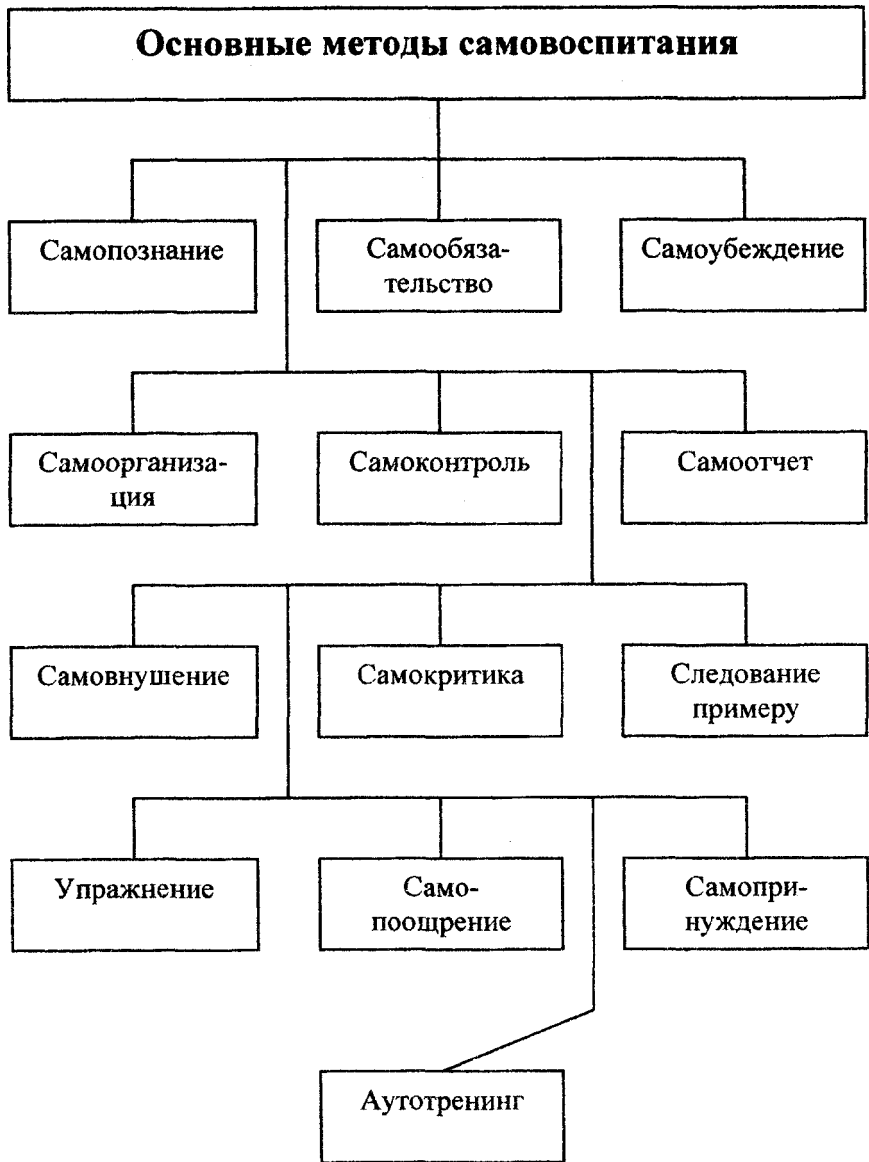 Основные методы самовоспитания
Самопознание
Самообяза-
тельство
Самоубеждение
Самоорганиза-
ция
Самоконтроль
Самоотчет
Самовнушение
Самокритика
Следование
примеру
Упражнение
Само-
поощрение
Самопри-
нуждение
Аутотренинг